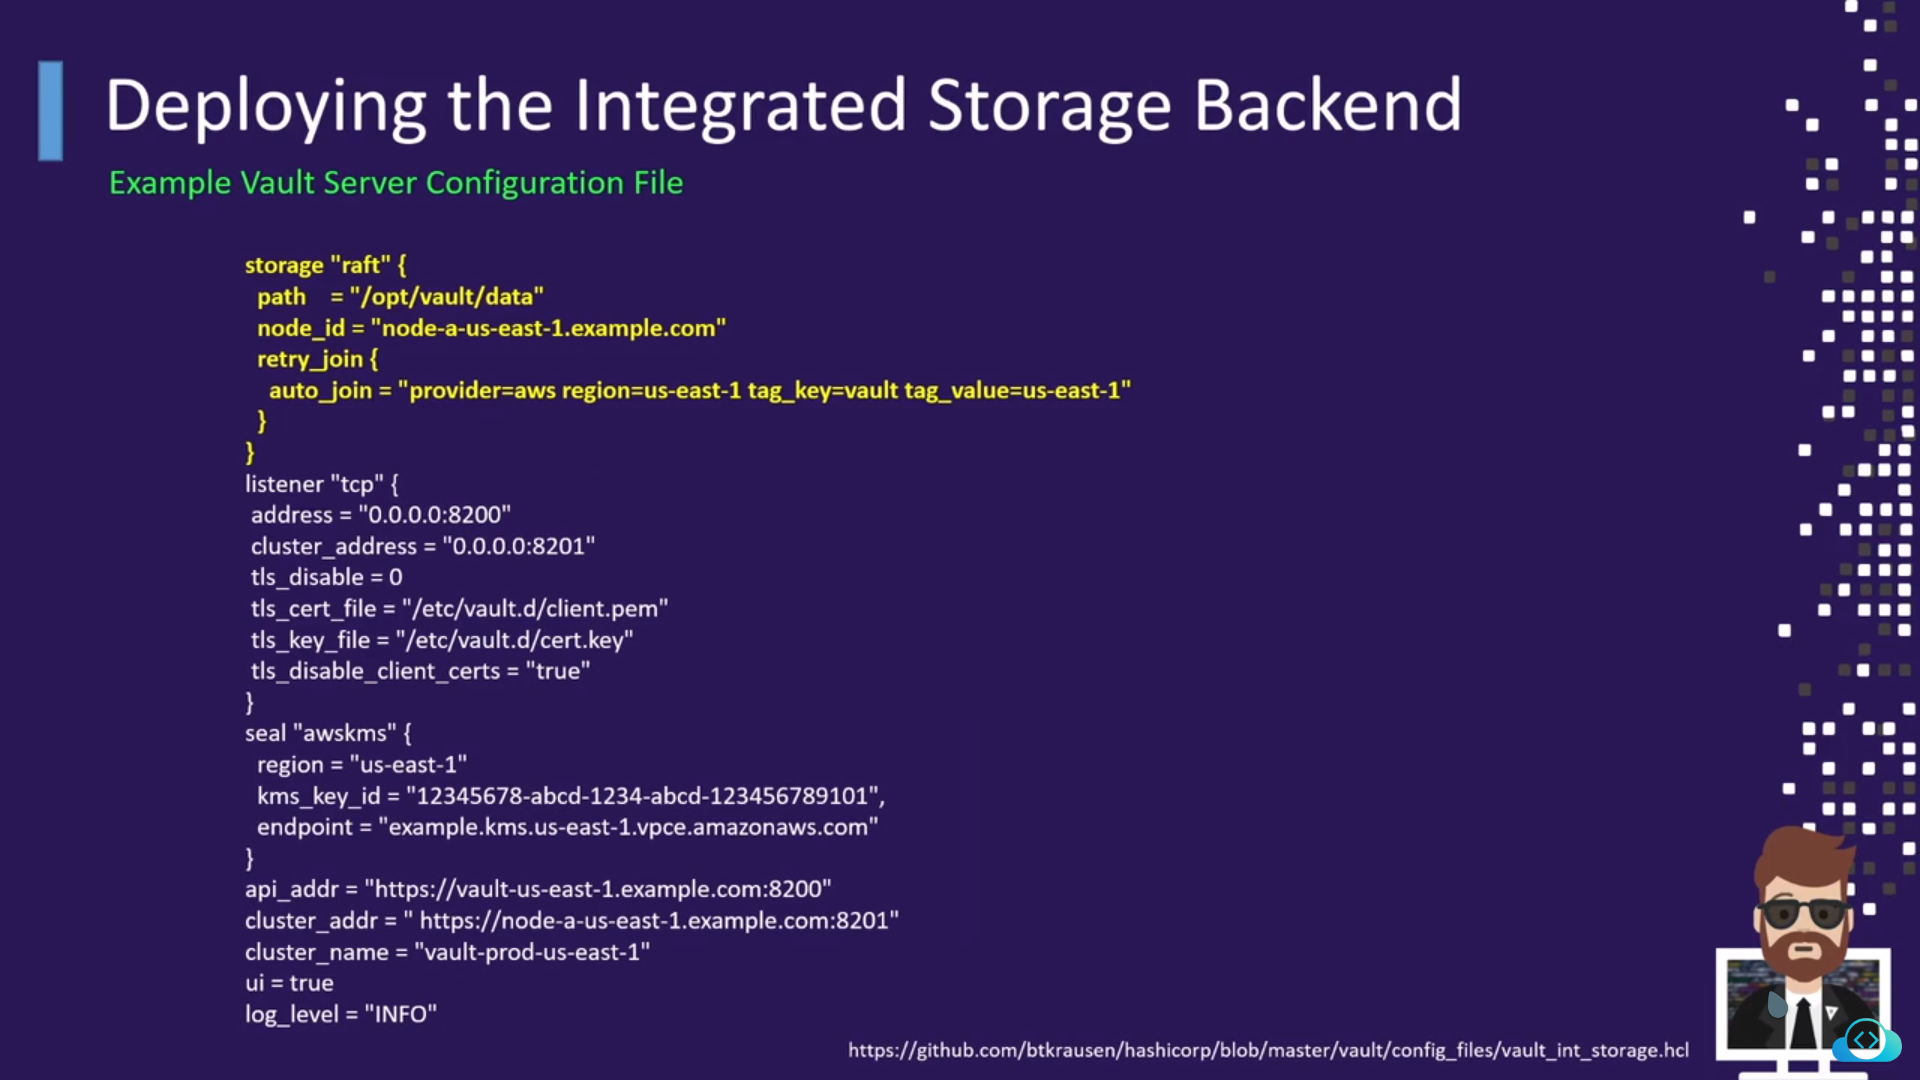 Deploying the Integrated Storage Backend
Example Vault Server Configuration File
storage "raft" {
  path    = "/opt/vault/data"
  node_id = "node-a-us-east-1.example.com"
  retry_join {
    auto_join = "provider=aws region=us-east-1 tag_key=vault tag_value=us-east-1"
  }
}
listener "tcp" {
 address = "0.0.0.0:8200"
 cluster_address = "0.0.0.0:8201"
 tls_disable = 0
 tls_cert_file = "/etc/vault.d/client.pem"
 tls_key_file = "/etc/vault.d/cert.key"
 tls_disable_client_certs = "true"
}
seal "awskms" {
  region = "us-east-1"
  kms_key_id = "12345678-abcd-1234-abcd-123456789101",
  endpoint = "example.kms.us-east-1.vpce.amazonaws.com"
}
api_addr = "https://vault-us-east-1.example.com:8200"
cluster_addr = " https://node-a-us-east-1.example.com:8201"
cluster_name = "vault-prod-us-east-1"
ui = true
log_level = "INFO"
https://github.com/btkrausen/hashicorp/blob/master/vault/config_files/vault_int_storage.hcl